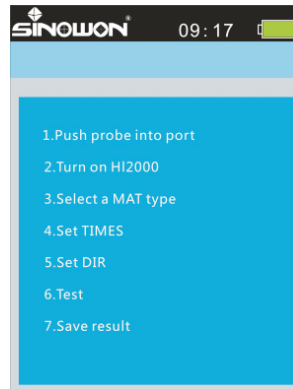 SINOWON
09:17
1.Push probe into port
2.Turn on HI2000
3.Select a MAT type
4.Set TIMES
5.Set DIR
6.Test
7.Save result